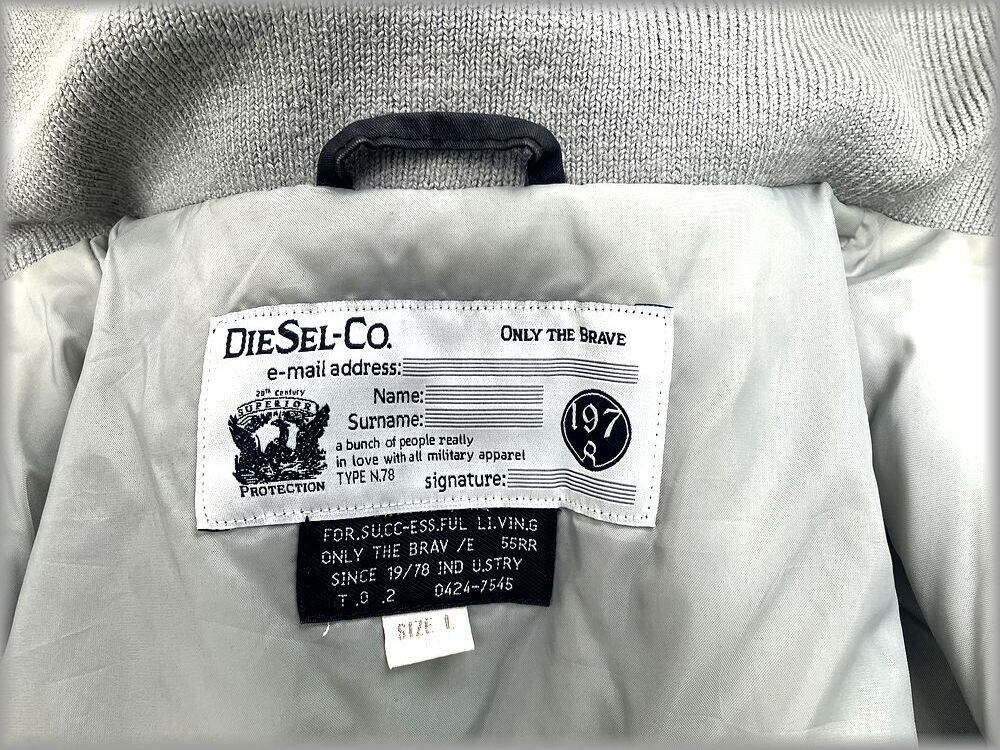 DIESEL-CO. ONLY THE BRAVE
e-mail address:
20th Century
SUPERIOR
PROTECTION
Name:
Surname:
a bunch of people really
in love with all military apparel
TYPE N.78 signature:
197
8
FOR.SU.CC-ESS.FUL LI.VIN.G
ONLY THE BRAV /E 55RR
SINCE 19/78 IND U.STRY
T .O .2 0424-7545
SIZE L